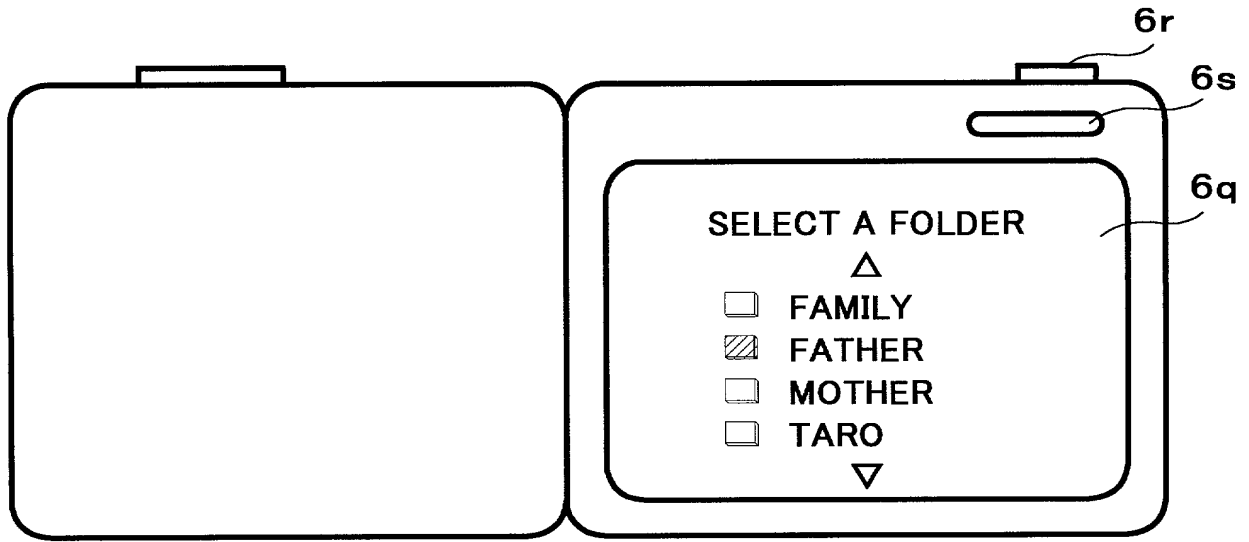 6r
6s
6q
SELECT A FOLDER
FAMILY
FATHER
MOTHER
TARO